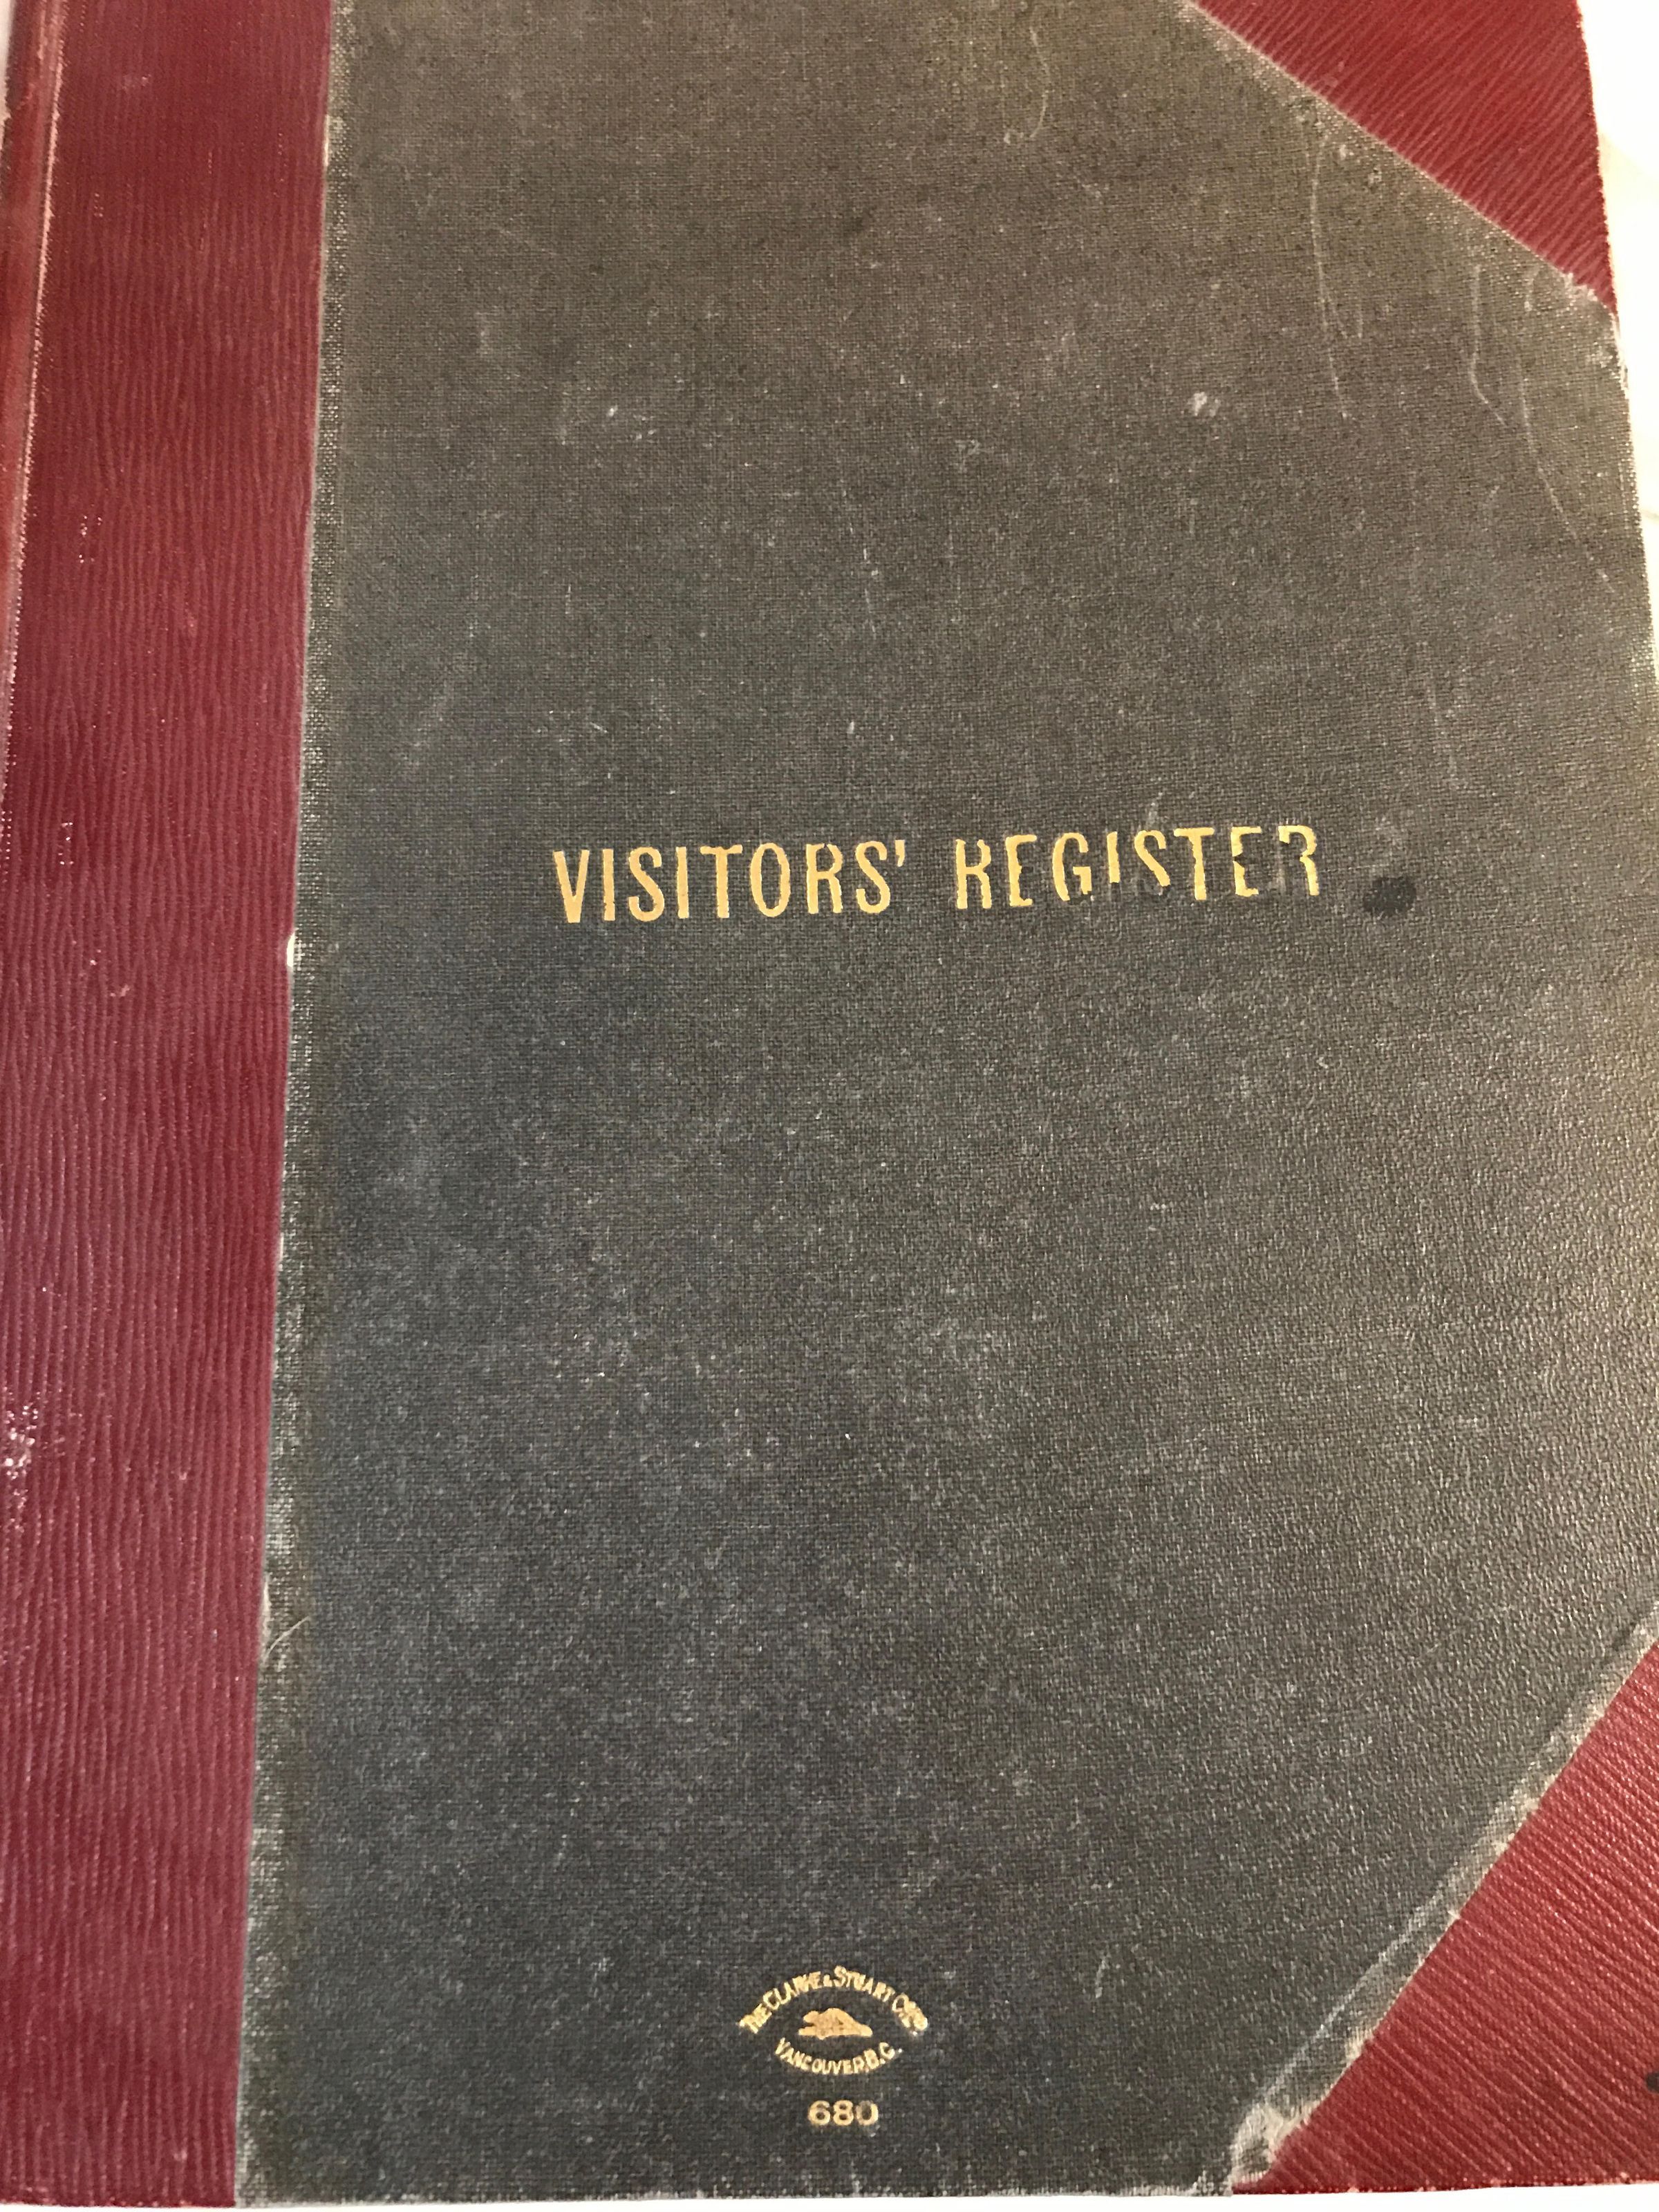 VISITORS' REGISTER
THE CLARKE & STUART CO LTD
VANCOUVER, B.C.
680